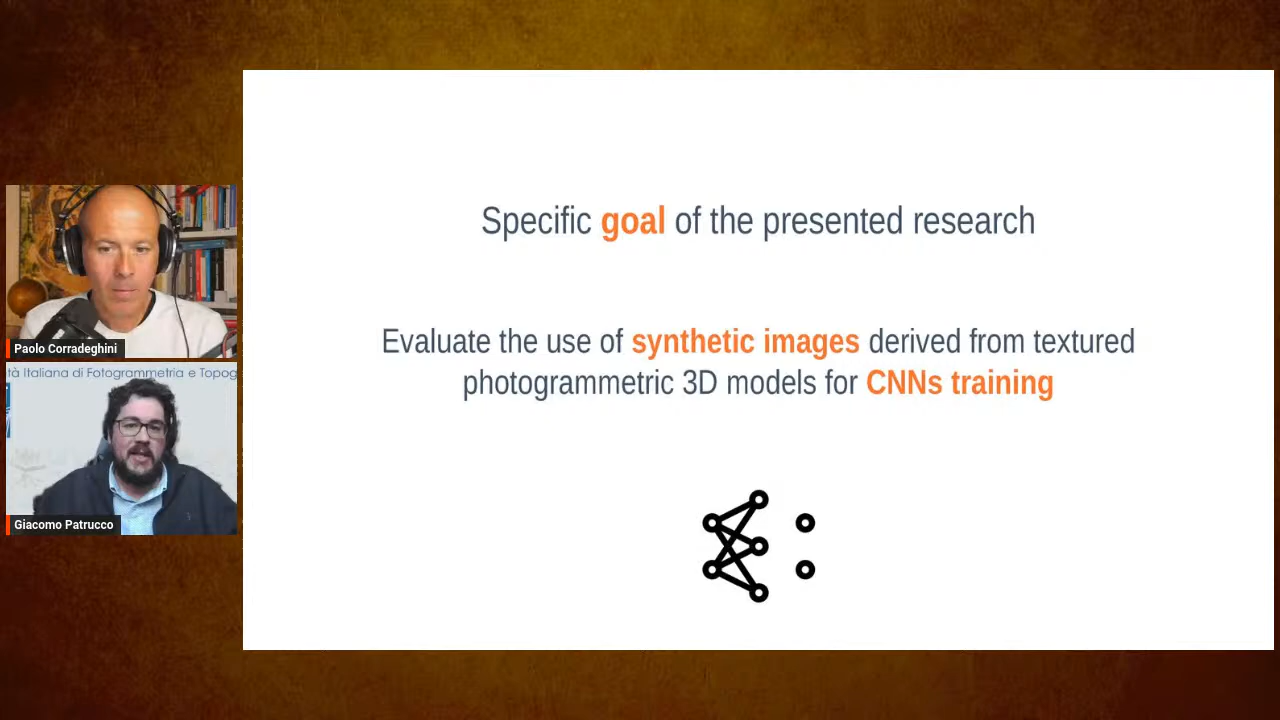 Specific goal of the presented research
Evaluate the use of synthetic images derived from textured
photogrammetric 3D models for CNNs training
Paolo Corradeghini
tà Italiana di Fotogrammetria e Topog
Giacomo Patrucco